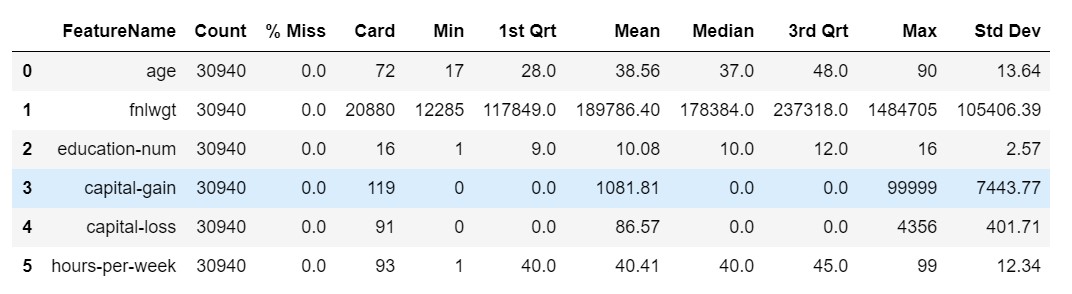 FeatureName Count % Miss Card Min 1st Qrt Mean Median 3rd Qrt Max Std Dev
0 age 30940 0.0 72 17 28.0 38.56 37.0 48.0 90 13.64
1 fnlwgt 30940 0.0 20880 12285 117849.0 189786.40 178384.0 237318.0 1484705 105406.39
2 education-num 30940 0.0 16 1 9.0 10.08 10.0 12.0 16 2.57
3 capital-gain 30940 0.0 119 0 0.0 1081.81 0.0 0.0 99999 7443.77
4 capital-loss 30940 0.0 91 0 0.0 86.57 0.0 0.0 4356 401.71
5 hours-per-week 30940 0.0 93 1 40.0 40.41 40.0 45.0 99 12.34